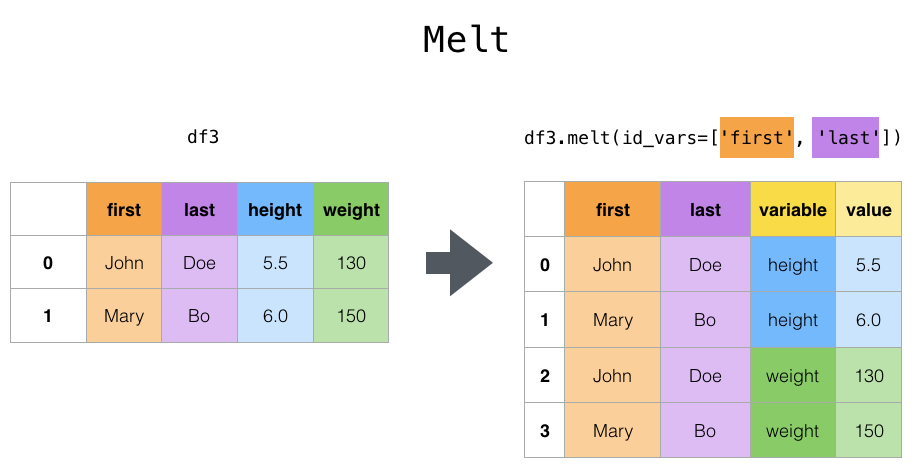 Melt
df3
first last height weight
0 John Doe 5.5 130
1 Mary Bo 6.0 150
df3.melt(id_vars=['first', 'last'])
first last variable value
0 John Doe height 5.5
1 Mary Bo height 6.0
2 John Doe weight 130
3 Mary Bo weight 150